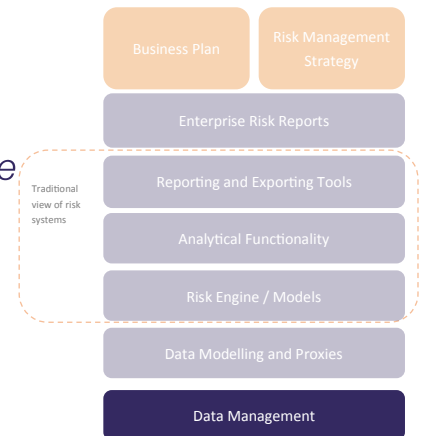 Business Plan
Risk Management
Strategy
Enterprise Risk Reports
e
Traditional
view of risk
systems
Reporting and Exporting Tools
Analytical Functionality
Risk Engine / Models
Data Modelling and Proxies
Data Management